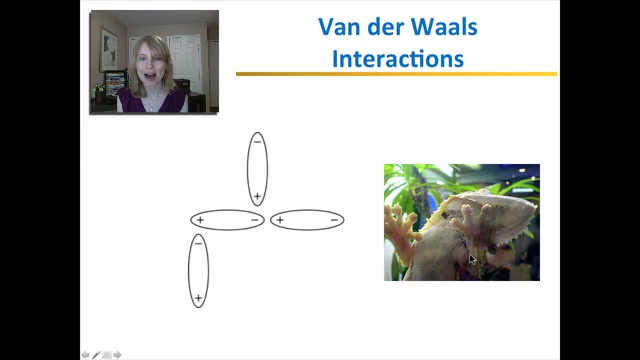 Van der Waals
Interactions
−
+
+ − + −
−
+